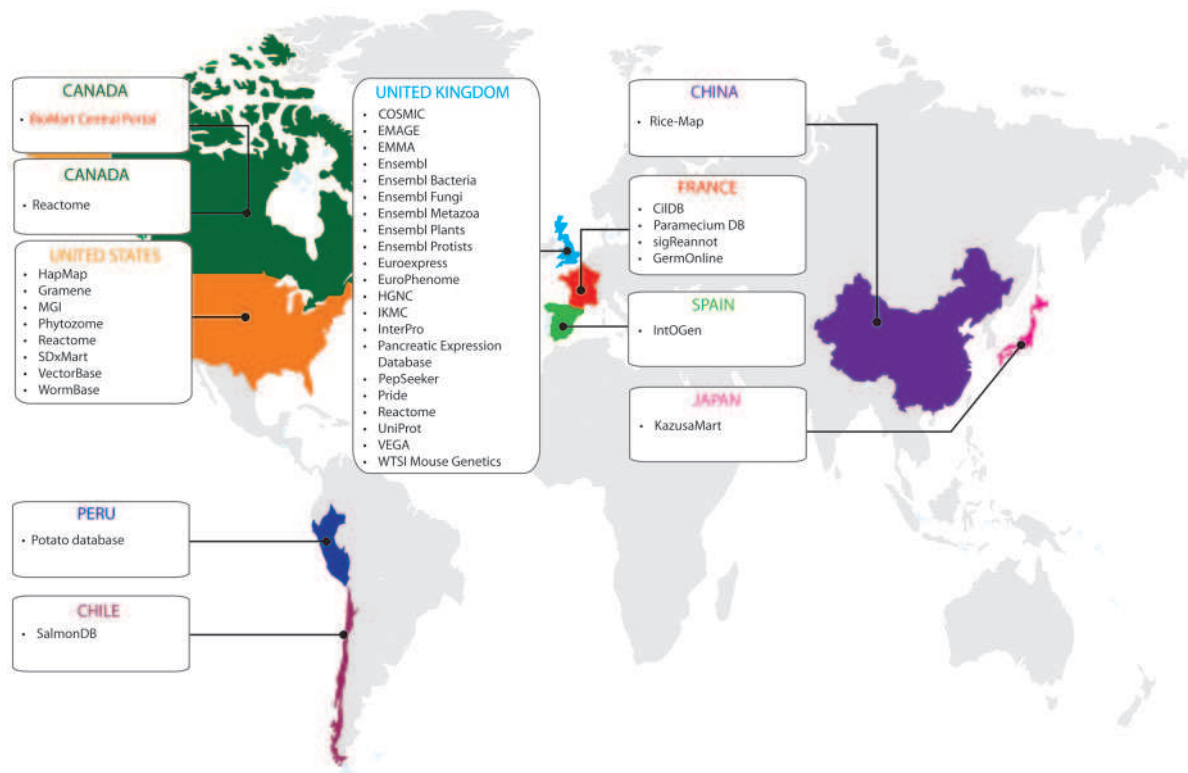 CANADA
• BioMart Central Portal
CANADA
• Reactome
UNITED STATES
• HapMap
• Gramene
• MGI
• Phytozome
• Reactome
• SDxMart
• VectorBase
• WormBase
UNITED KINGDOM
• COSMIC
• EMAGE
• EMMA
• Ensembl
• Ensembl Bacteria
• Ensembl Fungi
• Ensembl Metazoa
• Ensembl Plants
• Ensembl Protists
• Euroexpress
• EuroPhenome
• HGNC
• IKMC
• InterPro
• Pancreatic Expression
Database
• PepSeeker
• Pride
• Reactome
• UniProt
• VEGA
• WTSI Mouse Genetics
CHINA
• Rice-Map
FRANCE
• CilDB
• Paramecium DB
• sigReannot
• GermOnline
SPAIN
• IntOGen
JAPAN
• KazusaMart
PERU
• Potato database
CHILE
• SalmonDB